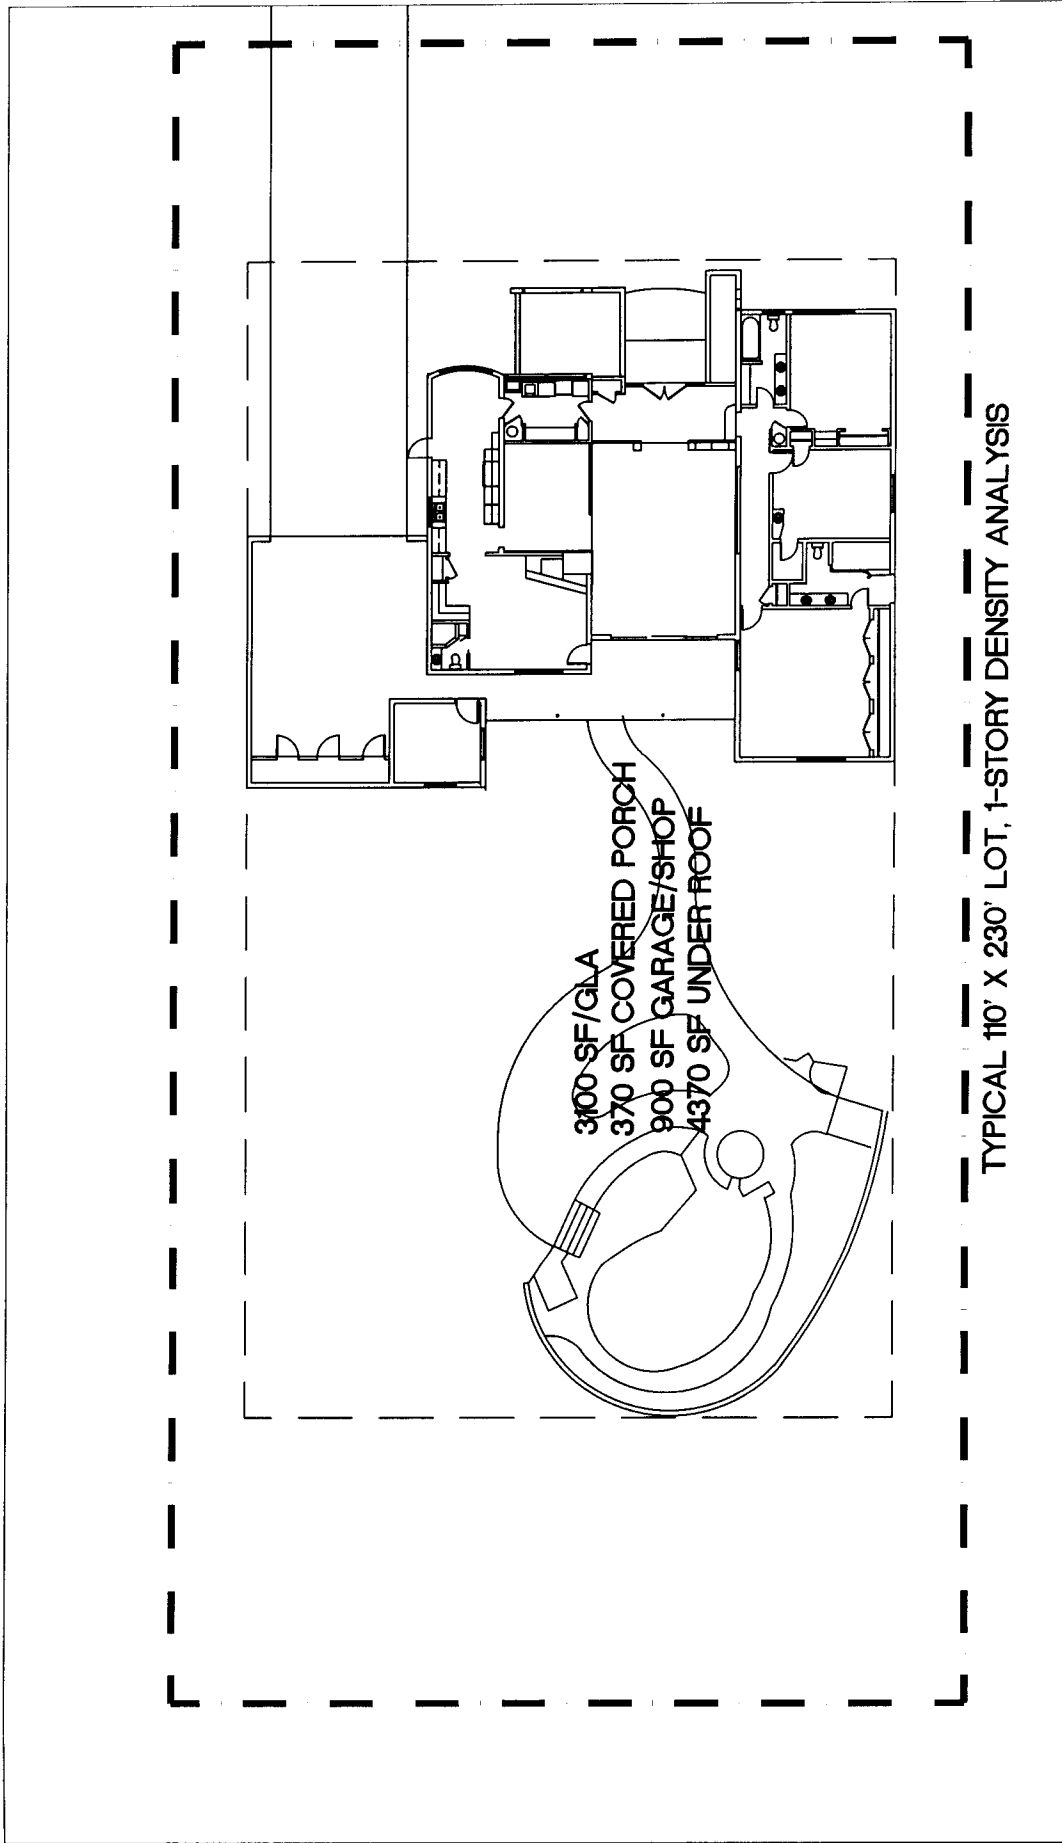 3100 SF/GLA
370 SF COVERED PORCH
900 SF GARAGE/SHOP
4370 SF UNDER ROOF
TYPICAL 110' X 230' LOT, 1-STORY DENSITY ANALYSIS